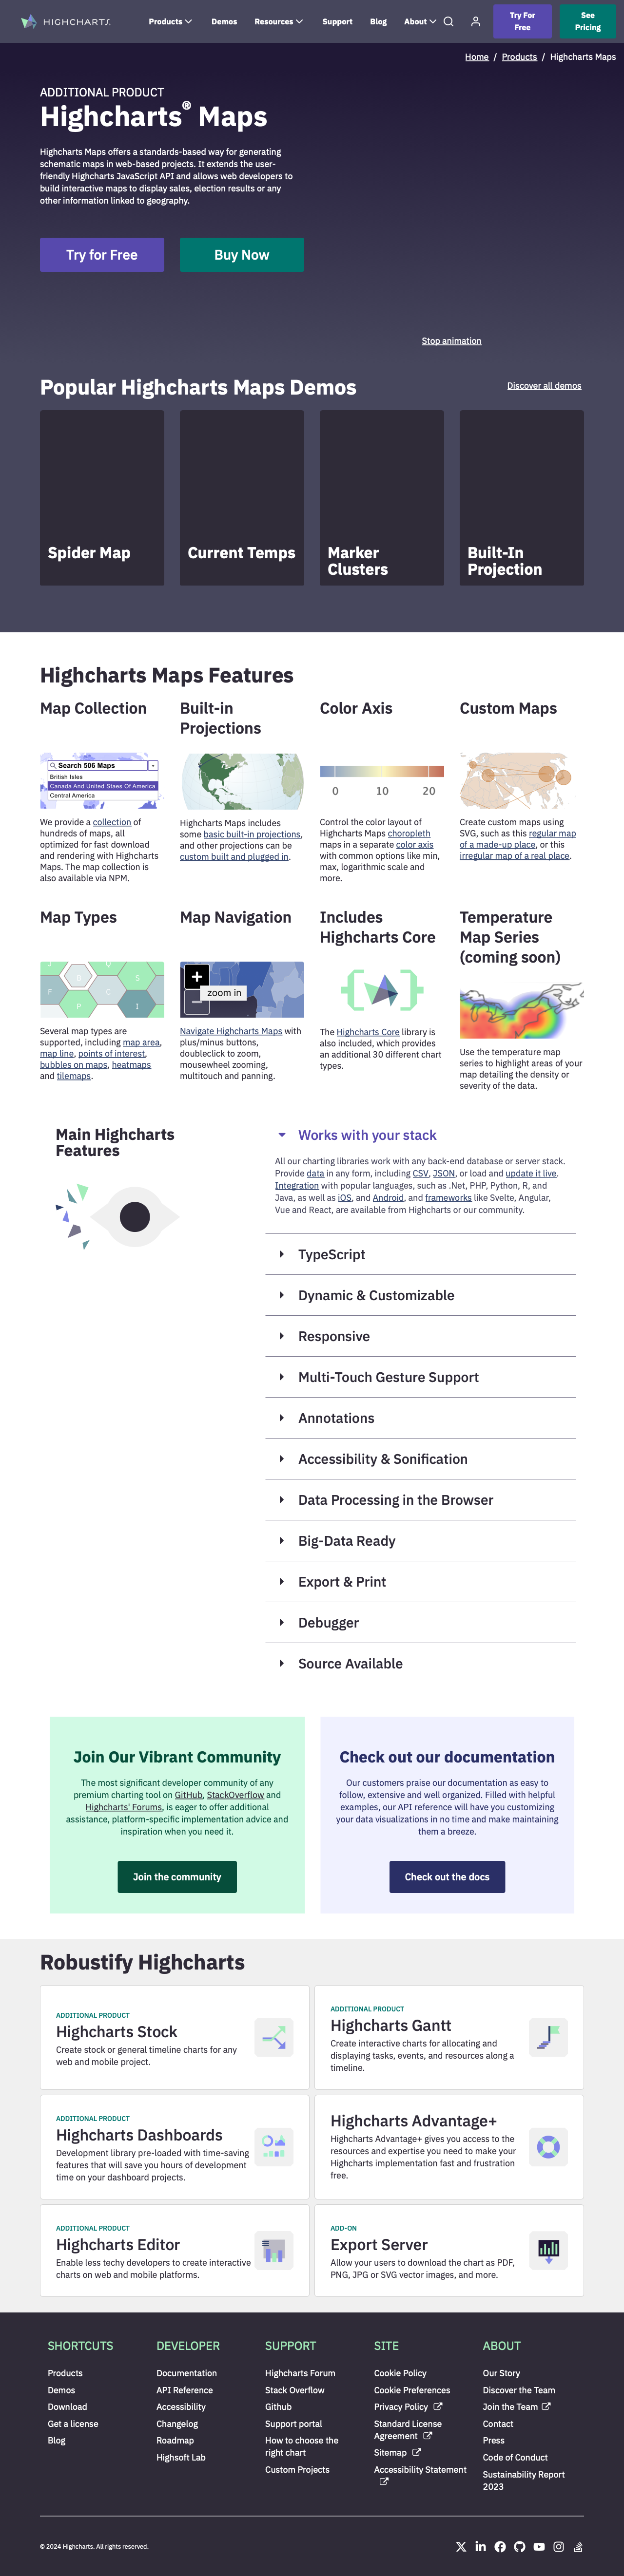 HIGHCHARTS
Products
Demos
Resources
Support
Blog
About
Try For
Free
See
Pricing
Home / Products / Highcharts Maps
ADDITIONAL PRODUCT
Highcharts® Maps
Highcharts Maps offers a standards-based way for generating
schematic maps in web-based projects. It extends the user-
friendly Highcharts JavaScript API and allows web developers to
build interactive maps to display sales, election results or any
other information linked to geography.
Try for Free
Buy Now
Stop animation
Popular Highcharts Maps Demos
Discover all demos
Spider Map
Current Temps
Marker
Clusters
Built-In
Projection
Highcharts Maps Features
Map Collection
Search 506 Maps
British Isles
Canada And United Staes Of America
Central America
We provide a collection of
hundreds of maps, all
optimized for fast download
and rendering with Highcharts
Maps. The map collection is
also available via NPM.
Built-in
Projections
Highcharts Maps includes
some basic built-in projections,
and other projections can be
custom built and plugged in.
Color Axis
0 10 20
Control the color layout of
Highcharts Maps choropleth
maps in a separate color axis
with common options like min,
max, logarithmic scale and
more.
Custom Maps
Create custom maps using
SVG, such as this regular map
of a made-up place, or this
irregular map of a real place.
Map Types
J
Q
B
S
F
C
P
I
Several map types are
supported, including map area,
map line, points of interest,
bubbles on maps, heatmaps
and tilemaps.
Map Navigation
+
zoom in
Navigate Highcharts Maps with
plus/minus buttons,
doubleclick to zoom,
mousewheel zooming,
multitouch and panning.
Includes
Highcharts Core
The Highcharts Core library is
also included, which provides
an additional 30 different chart
types.
Temperature
Map Series
(coming soon)
Use the temperature map
series to highlight areas of your
map detailing the density or
severity of the data.
Main Highcharts
Features
Works with your stack
All our charting libraries work with any back-end database or server stack.
Provide data in any form, including CSV, JSON, or load and update it live.
Integration with popular languages, such as .Net, PHP, Python, R, and
Java, as well as iOS, and Android, and frameworks like Svelte, Angular,
Vue and React, are available from Highcharts or our community.
TypeScript
Dynamic & Customizable
Responsive
Multi-Touch Gesture Support
Annotations
Accessibility & Sonification
Data Processing in the Browser
Big-Data Ready
Export & Print
Debugger
Source Available
Join Our Vibrant Community
The most significant developer community of any
premium charting tool on GitHub, StackOverflow and
Highcharts' Forums, is eager to offer additional
assistance, platform-specific implementation advice and
inspiration when you need it.
Join the community
Check out our documentation
Our customers praise our documentation as easy to
follow, extensive and well organized. Filled with helpful
examples, our API reference will have you customizing
your data visualizations in no time and make maintaining
them a breeze.
Check out the docs
Robustify Highcharts
ADDITIONAL PRODUCT
Highcharts Stock
Create stock or general timeline charts for any
web and mobile project.
ADDITIONAL PRODUCT
Highcharts Gantt
Create interactive charts for allocating and
displaying tasks, events, and resources along a
timeline.
ADDITIONAL PRODUCT
Highcharts Dashboards
Development library pre-loaded with time-saving
features that will save you hours of development
time on your dashboard projects.
Highcharts Advantage+
Highcharts Advantage+ gives you access to the
resources and expertise you need to make your
Highcharts implementation fast and frustration
free.
ADDITIONAL PRODUCT
Highcharts Editor
Enable less techy developers to create interactive
charts on web and mobile platforms.
ADD-ON
Export Server
Allow your users to download the chart as PDF,
PNG, JPG or SVG vector images, and more.
SHORTCUTS
Products
Demos
Download
Get a license
Blog
DEVELOPER
Documentation
API Reference
Accessibility
Changelog
Roadmap
Highsoft Lab
SUPPORT
Highcharts Forum
Stack Overflow
Github
Support portal
How to choose the
right chart
Custom Projects
SITE
Cookie Policy
Cookie Preferences
Privacy Policy
Standard License
Agreement
Sitemap
Accessibility Statement
ABOUT
Our Story
Discover the Team
Join the Team
Contact
Press
Code of Conduct
Sustainability Report
2023
© 2024 Highcharts. All rights reserved.